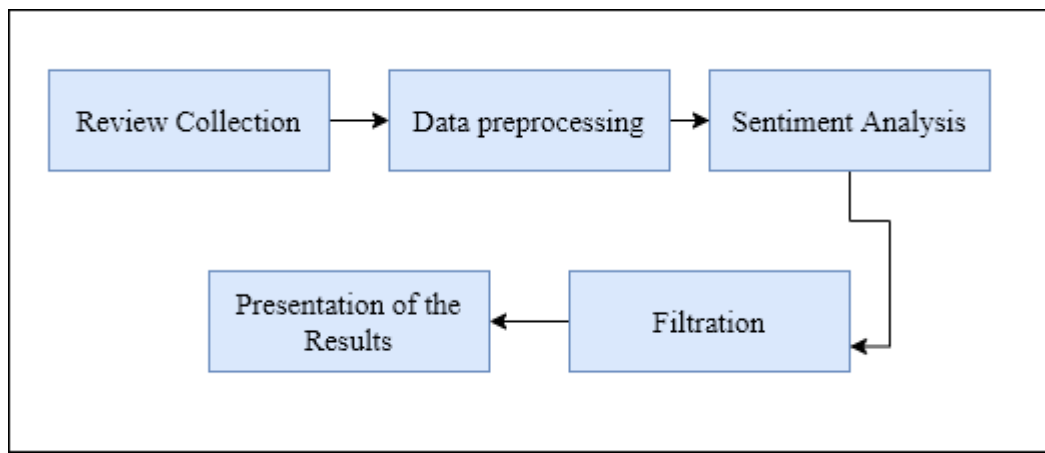 Review Collection
Data preprocessing
Sentiment Analysis
Filtration
Presentation of the
Results